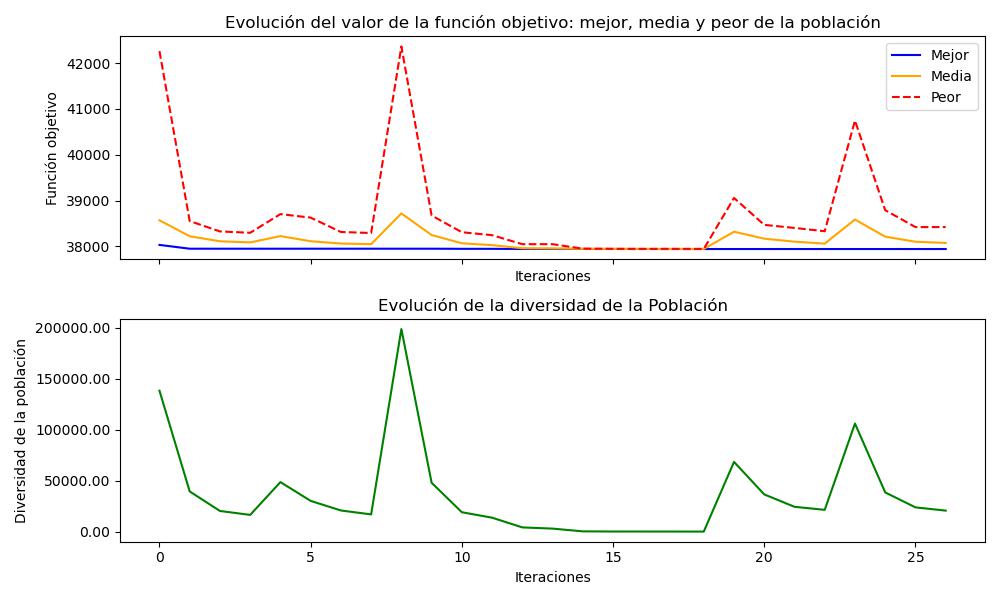 Evolución del valor de la función objetivo: mejor, media y peor de la población
Función objetivo
42000
41000
40000
39000
38000
Mejor
Media
Peor
Iteraciones
Evolución de la diversidad de la Población
Diversidad de la población
200000.00
150000.00
100000.00
50000.00
0.00
0 5 10 15 20 25
Iteraciones